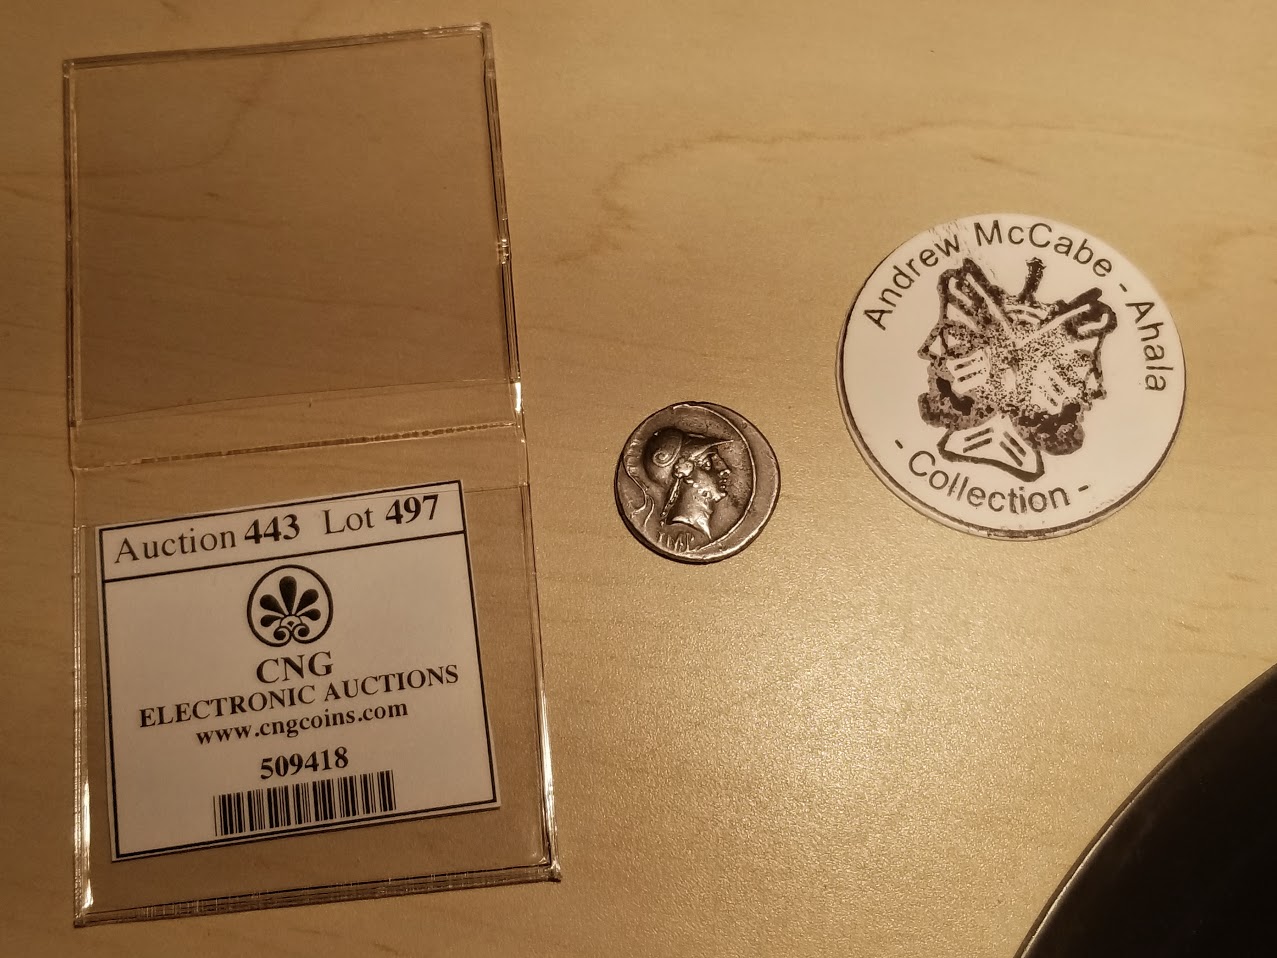 Auction 443 Lot 497
CNG
ELECTRONIC AUCTIONS
www.cngcoins.com
509418
Andrew McCabe - Ahala
- Collection -